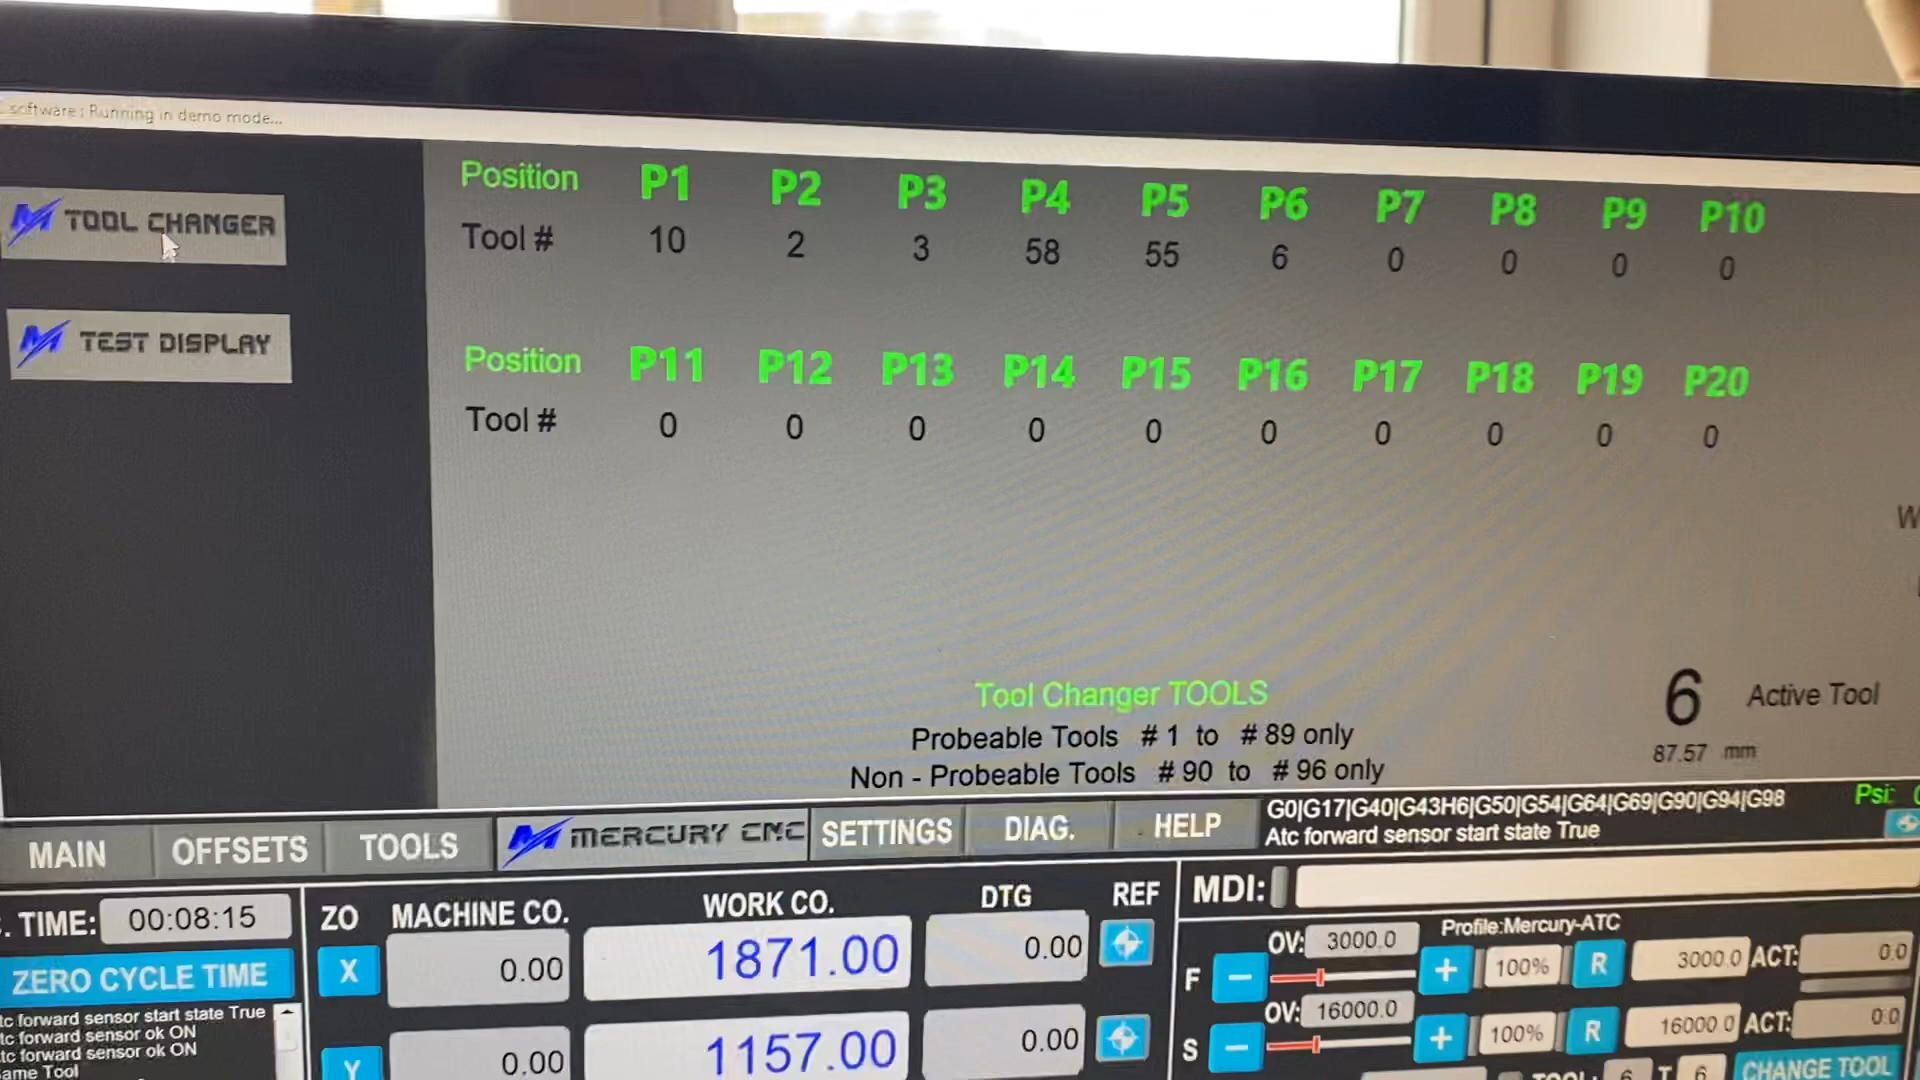 software : Running in demo mode...
TOOL CHANGER
TEST DISPLAY
Position P1 P2 P3 P4 P5 P6 P7 P8 P9 P10
Tool # 10 2 3 58 55 6 0 0 0 0
Position P11 P12 P13 P14 P15 P16 P17 P18 P19 P20
Tool # 0 0 0 0 0 0 0 0 0 0
Tool Changer TOOLS
Probeable Tools # 1 to # 89 only
Non - Probeable Tools # 90 to # 96 only
6 Active Tool
87.57 mm
MAIN OFFSETS TOOLS MERCURY CNC SETTINGS DIAG. HELP
G0|G17|G40|G43H6|G50|G54|G64|G69|G90|G94|G98
Atc forward sensor start state True
Psi:
. TIME: 00:08:15
ZERO CYCLE TIME
tc forward sensor start state True
tc forward sensor ok ON
tc forward sensor ok ON
ame Tool
ZO MACHINE CO. WORK CO. DTG REF
X 0.00 1871.00 0.00
Y 0.00 1157.00 0.00
MDI:
Profile:Mercury-ATC
F OV: 3000.0 100% R 3000.0 ACT: 0.0
S OV: 16000.0 100% R 16000.0 ACT: 0.0
TOOL: 6 T 6 CHANGE TOOL